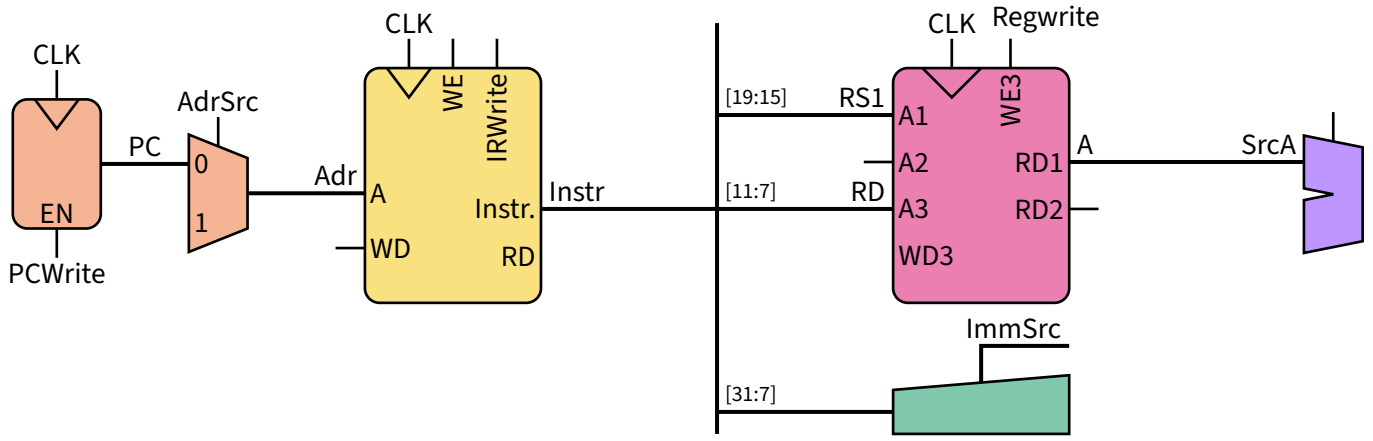 CLK
EN
PCWrite
PC
AdrSrc
0
1
Adr
CLK
WE
IRWrite
A
WD
Instr.
RD
Instr
[19:15]
RS1
[11:7]
RD
[31:7]
CLK
Regwrite
WE3
A1
A2
A3
WD3
RD1
RD2
ImmSrc
A
SrcA